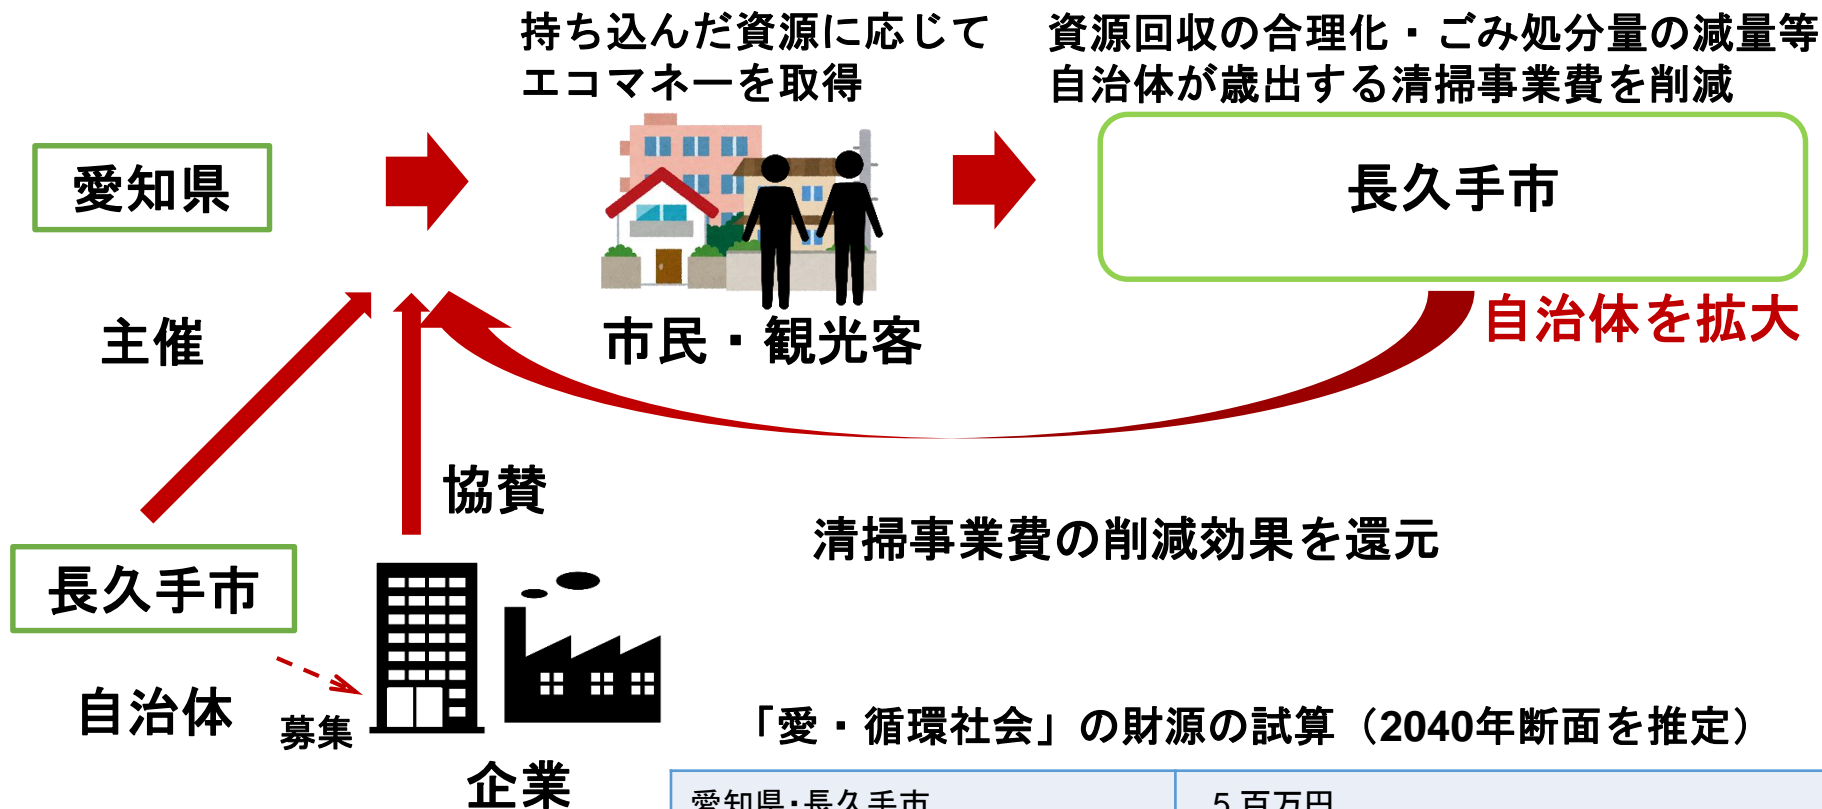 持ち込んだ資源に応じて
エコマネーを取得
資源回収の合理化・ごみ処分量の減量等
自治体が歳出する清掃事業費を削減
愛知県
長久手市
主催
市民・観光客
自治体を拡大
協賛
清掃事業費の削減効果を還元
長久手市
自治体
募集
企業
「愛・循環社会」の財源の試算（2040年断面を推定）
愛知県・長久手市
5 百万円